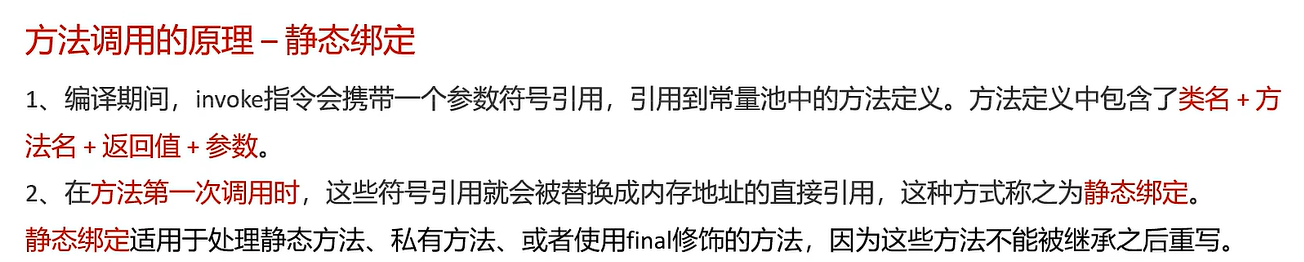 方法调用的原理 – 静态绑定
1、编译期间，invoke指令会携带一个参数符号引用，引用到常量池中的方法定义。方法定义中包含了类名 + 方
法名 + 返回值 + 参数。
2、在方法第一次调用时，这些符号引用就会被替换成内存地址的直接引用，这种方式称之为静态绑定。
静态绑定适用于处理静态方法、私有方法、或者使用final修饰的方法，因为这些方法不能被继承之后重写。